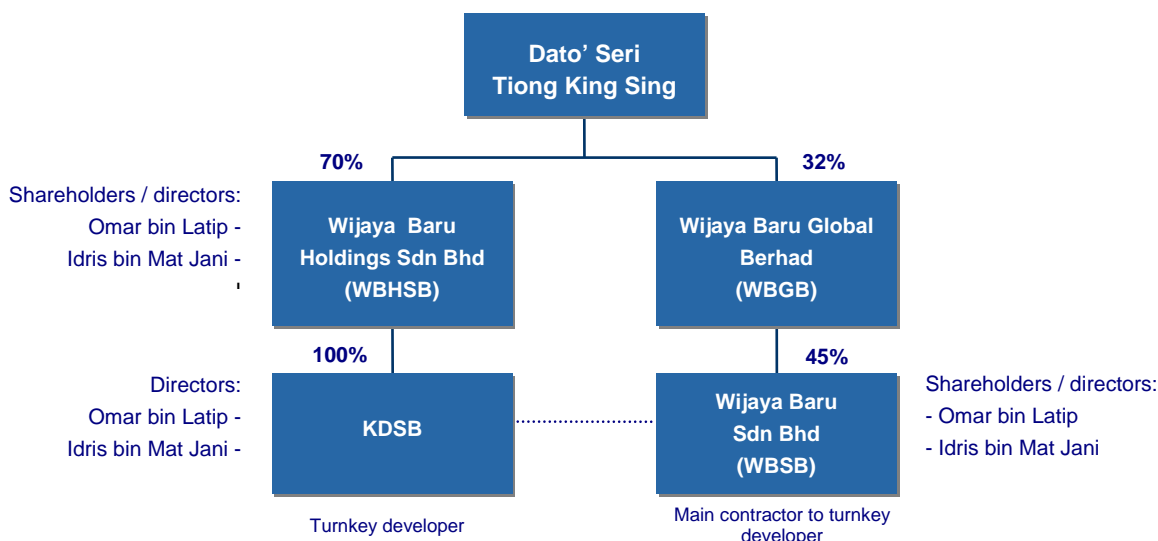 Dato’ Seri
Tiong King Sing
70%
32%
Shareholders / directors:
Omar bin Latip -
Idris bin Mat Jani -
'
Wijaya Baru
Holdings Sdn Bhd
(WBHSB)
Wijaya Baru Global
Berhad
(WBGB)
100%
45%
Directors:
Omar bin Latip -
Idris bin Mat Jani -
KDSB
Wijaya Baru
Sdn Bhd
(WBSB)
Shareholders / directors:
- Omar bin Latip
- Idris bin Mat Jani
Turnkey developer
Main contractor to turnkey
developer